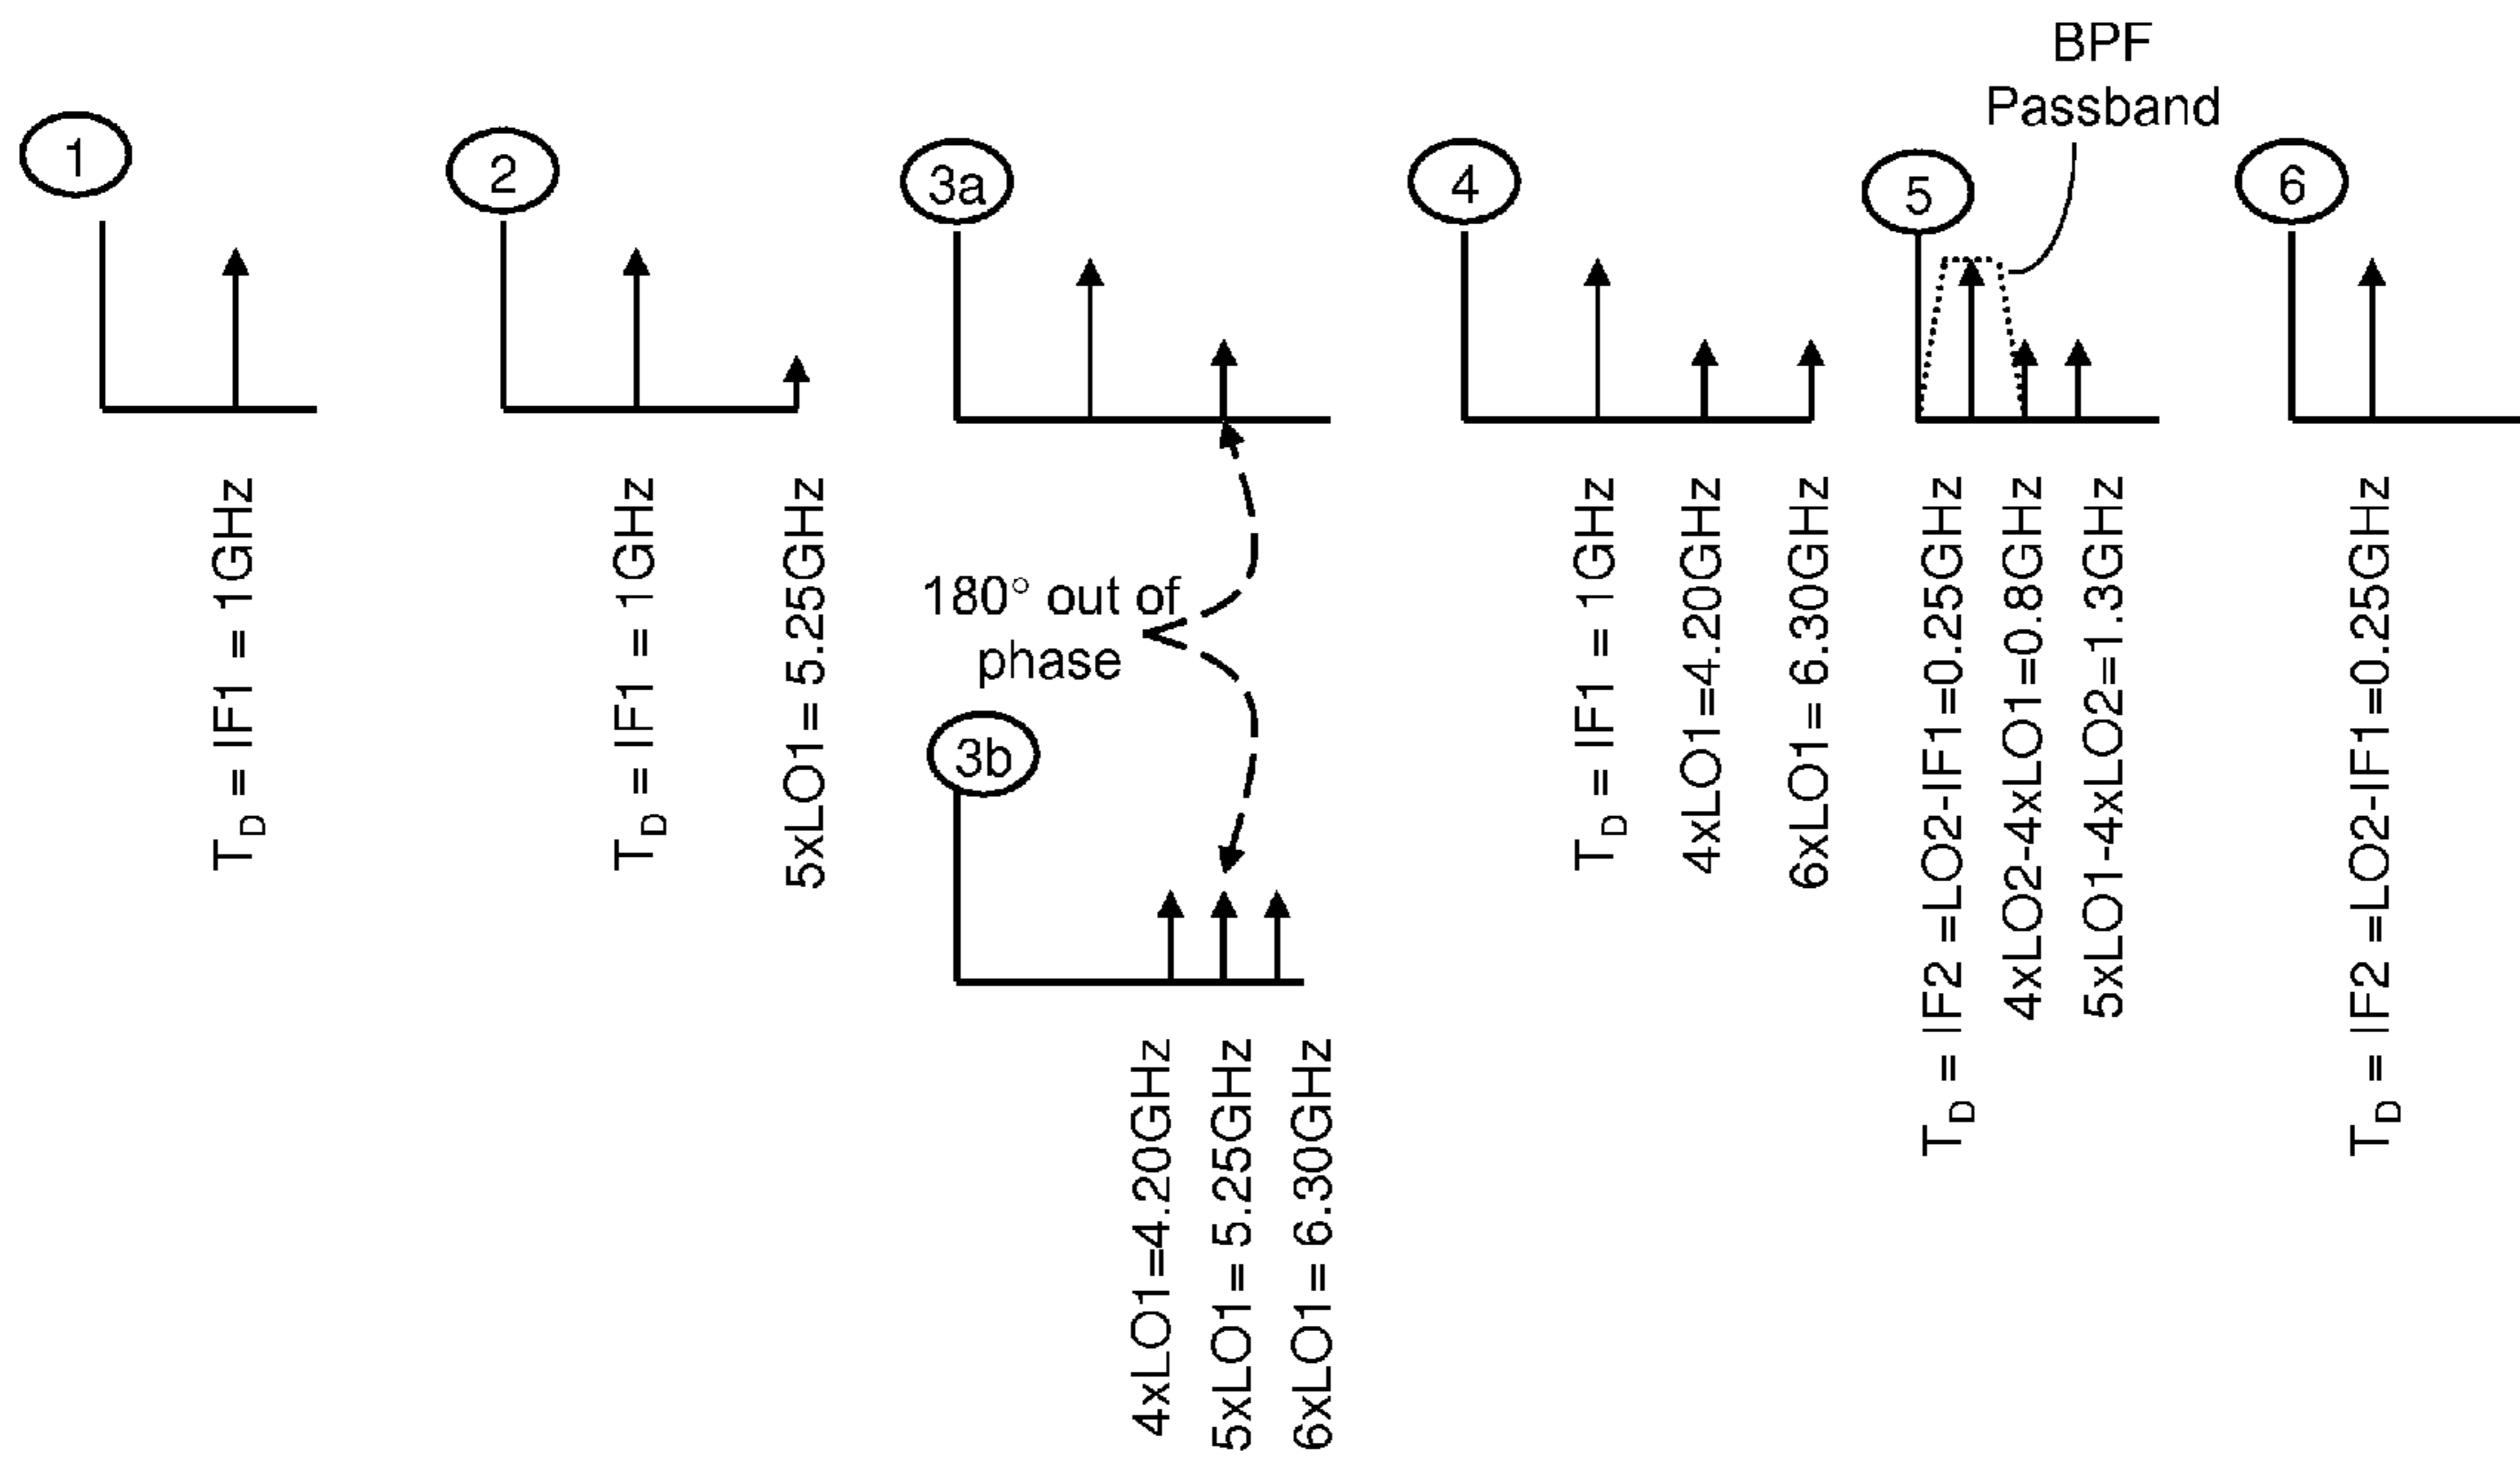 BPF
Passband
1
2
3a
4
5
6
T_D = IF1 = 1GHz
T_D = IF1 = 1GHz
5xLO1= 5.25GHz
180° out of
phase
3b
4xLO1=4.20GHz
5xLO1= 5.25GHz
6xLO1= 6.30GHz
T_D = IF1 = 1GHz
4xLO1=4.20GHz
6xLO1= 6.30GHz
T_D = IF2 =LO2-IF1=0.25GHz
4xLO2-4xLO1=0.8GHz
5xLO1-4xLO2=1.3GHz
T_D = IF2 =LO2-IF1=0.25GHz